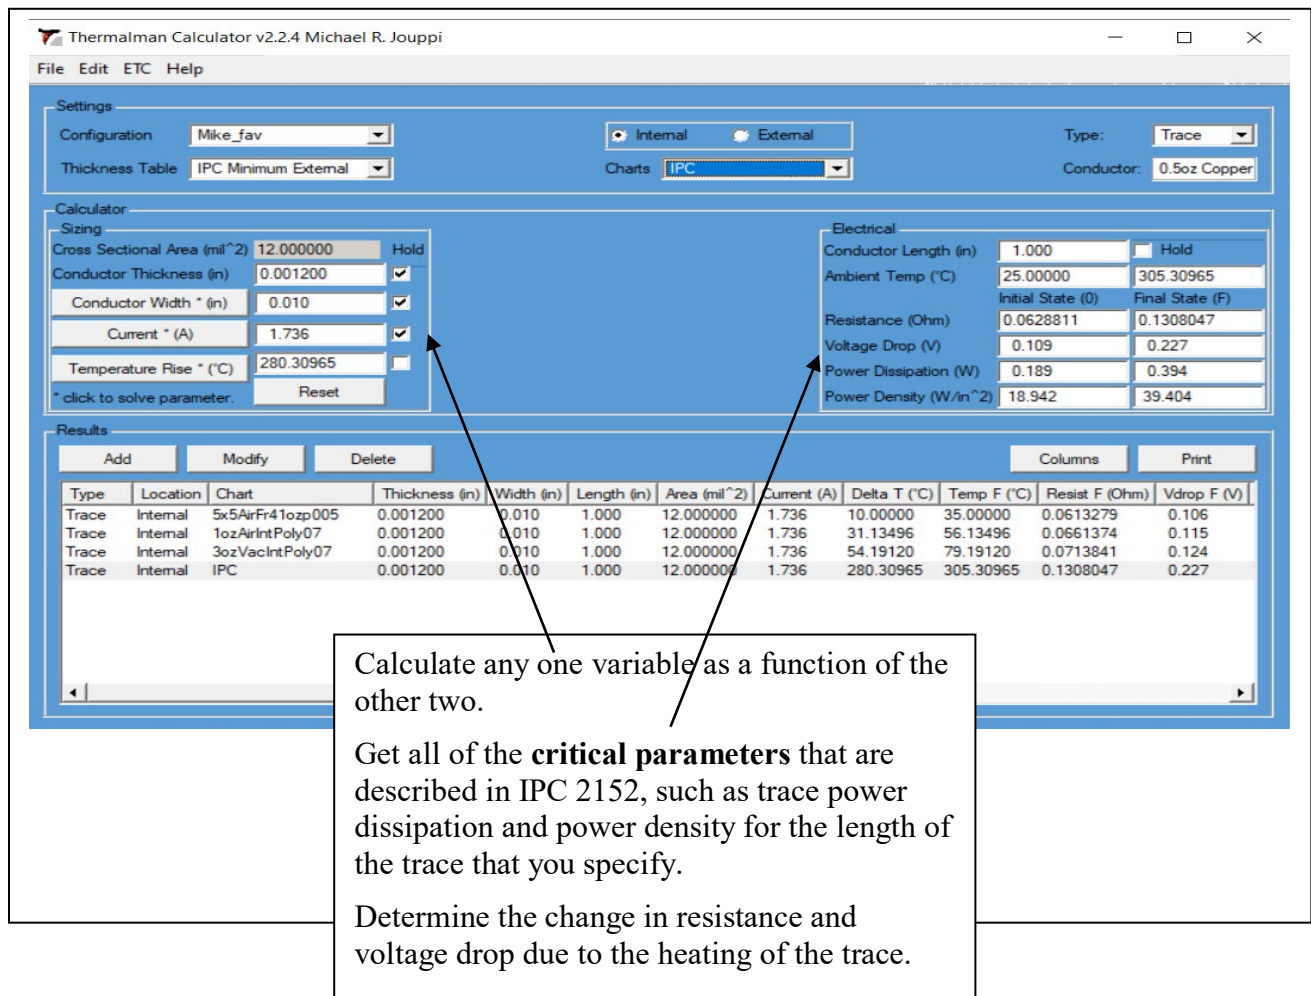 Thermalman Calculator v2.2.4 Michael R. Jouppi
File Edit ETC Help
Settings
Configuration Mike_fav Internal External Type: Trace
Thickness Table IPC Minimum External Charts IPC Conductor: 0.5oz Copper
Calculator
Sizing Electrical
Cross Sectional Area (mil^2) 12.000000 Hold Conductor Length (in) 1.000 Hold
Conductor Thickness (in) 0.001200 Ambient Temp (°C) 25.00000 305.30965
Conductor Width * (in) 0.010 Initial State (0) Final State (F)
Current * (A) 1.736 Resistance (Ohm) 0.0628811 0.1308047
Voltage Drop (V) 0.109 0.227
Temperature Rise * (°C) 280.30965 Power Dissipation (W) 0.189 0.394
* click to solve parameter. Reset Power Density (W/in^2) 18.942 39.404
Results
Add Modify Delete Columns Print
Type Location Chart Thickness (in) Width (in) Length (in) Area (mil^2) Current (A) Delta T (°C) Temp F (°C) Resist F (Ohm) Vdrop F (V)
Trace Internal 5x5AirFr41ozp005 0.001200 0.010 1.000 12.000000 1.736 10.00000 35.00000 0.0613279 0.106
Trace Internal 1ozAirIntPoly07 0.001200 0.010 1.000 12.000000 1.736 31.13496 56.13496 0.0661374 0.115
Trace Internal 3ozVacIntPoly07 0.001200 0.010 1.000 12.000000 1.736 54.19120 79.19120 0.0713841 0.124
Trace Internal IPC 0.001200 0.010 1.000 12.000000 1.736 280.30965 305.30965 0.1308047 0.227
Calculate any one variable as a function of the
other two.
Get all of the critical parameters that are
described in IPC 2152, such as trace power
dissipation and power density for the length of
the trace that you specify.
Determine the change in resistance and
voltage drop due to the heating of the trace.